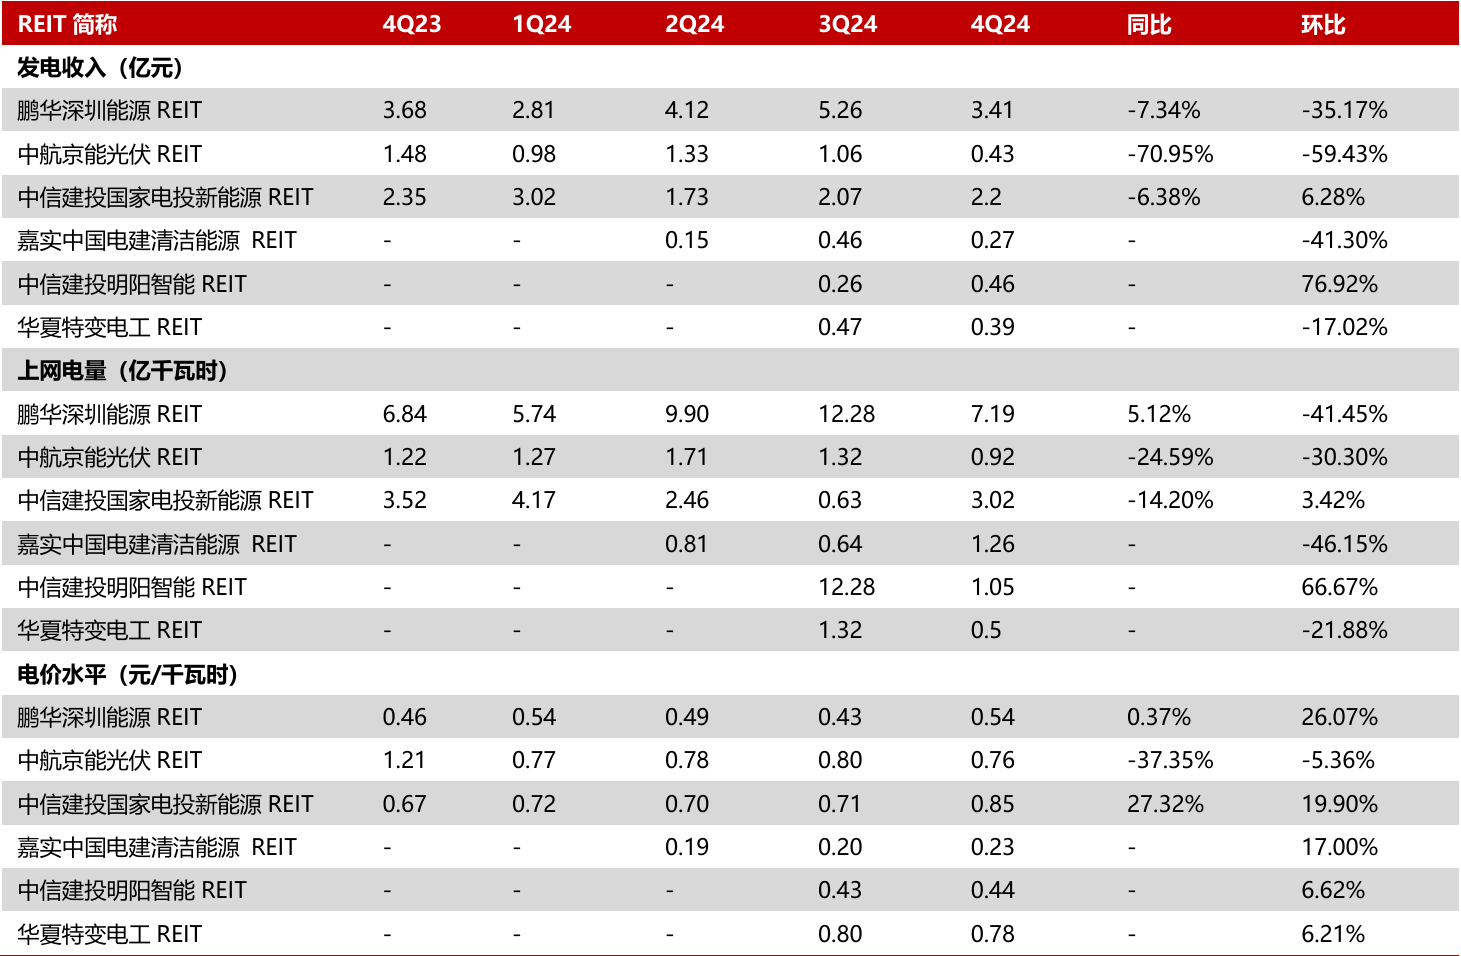 REIT 简称 4Q23 1Q24 2Q24 3Q24 4Q24 同比 环比
发电收入（亿元）
鹏华深圳能源 REIT 3.68 2.81 4.12 5.26 3.41 -7.34% -35.17%
中航京能光伏 REIT 1.48 0.98 1.33 1.06 0.43 -70.95% -59.43%
中信建投国家电投新能源 REIT 2.35 3.02 1.73 2.07 2.2 -6.38% 6.28%
嘉实中国电建清洁能源 REIT - - 0.15 0.46 0.27 - -41.30%
中信建投明阳智能 REIT - - - 0.26 0.46 - 76.92%
华夏特变电工 REIT - - - 0.47 0.39 - -17.02%
上网电量（亿千瓦时）
鹏华深圳能源 REIT 6.84 5.74 9.90 12.28 7.19 5.12% -41.45%
中航京能光伏 REIT 1.22 1.27 1.71 1.32 0.92 -24.59% -30.30%
中信建投国家电投新能源 REIT 3.52 4.17 2.46 0.63 3.02 -14.20% 3.42%
嘉实中国电建清洁能源 REIT - - 0.81 0.64 1.26 - -46.15%
中信建投明阳智能 REIT - - - 12.28 1.05 - 66.67%
华夏特变电工 REIT - - - 1.32 0.5 - -21.88%
电价水平（元/千瓦时）
鹏华深圳能源 REIT 0.46 0.54 0.49 0.43 0.54 0.37% 26.07%
中航京能光伏 REIT 1.21 0.77 0.78 0.80 0.76 -37.35% -5.36%
中信建投国家电投新能源 REIT 0.67 0.72 0.70 0.71 0.85 27.32% 19.90%
嘉实中国电建清洁能源 REIT - - 0.19 0.20 0.23 - 17.00%
中信建投明阳智能 REIT - - - 0.43 0.44 - 6.62%
华夏特变电工 REIT - - - 0.80 0.78 - 6.21%